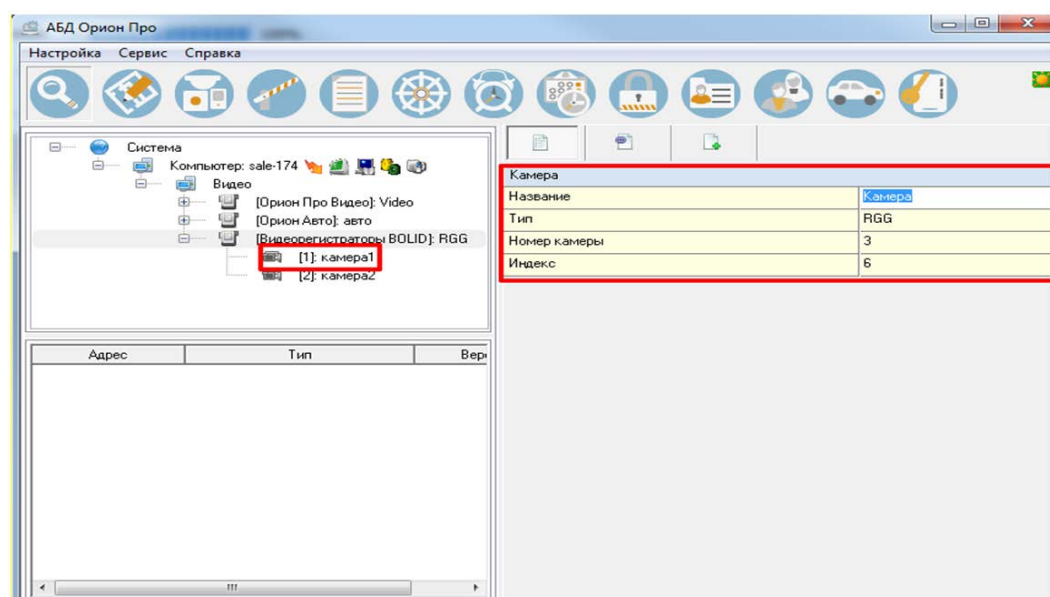 АБД Орион Про
Настройка Сервис Справка
Система
Компьютер: sale-174
Видео
[Орион Про Видео]: Video
[Орион Авто]: авто
[Видеорегистраторы BOLID]: RGG
[1]: камера1
[2]: камера2
Адрес Тип
Камера
Название Камера
Тип RGG
Номер камеры 3
Индекс 6